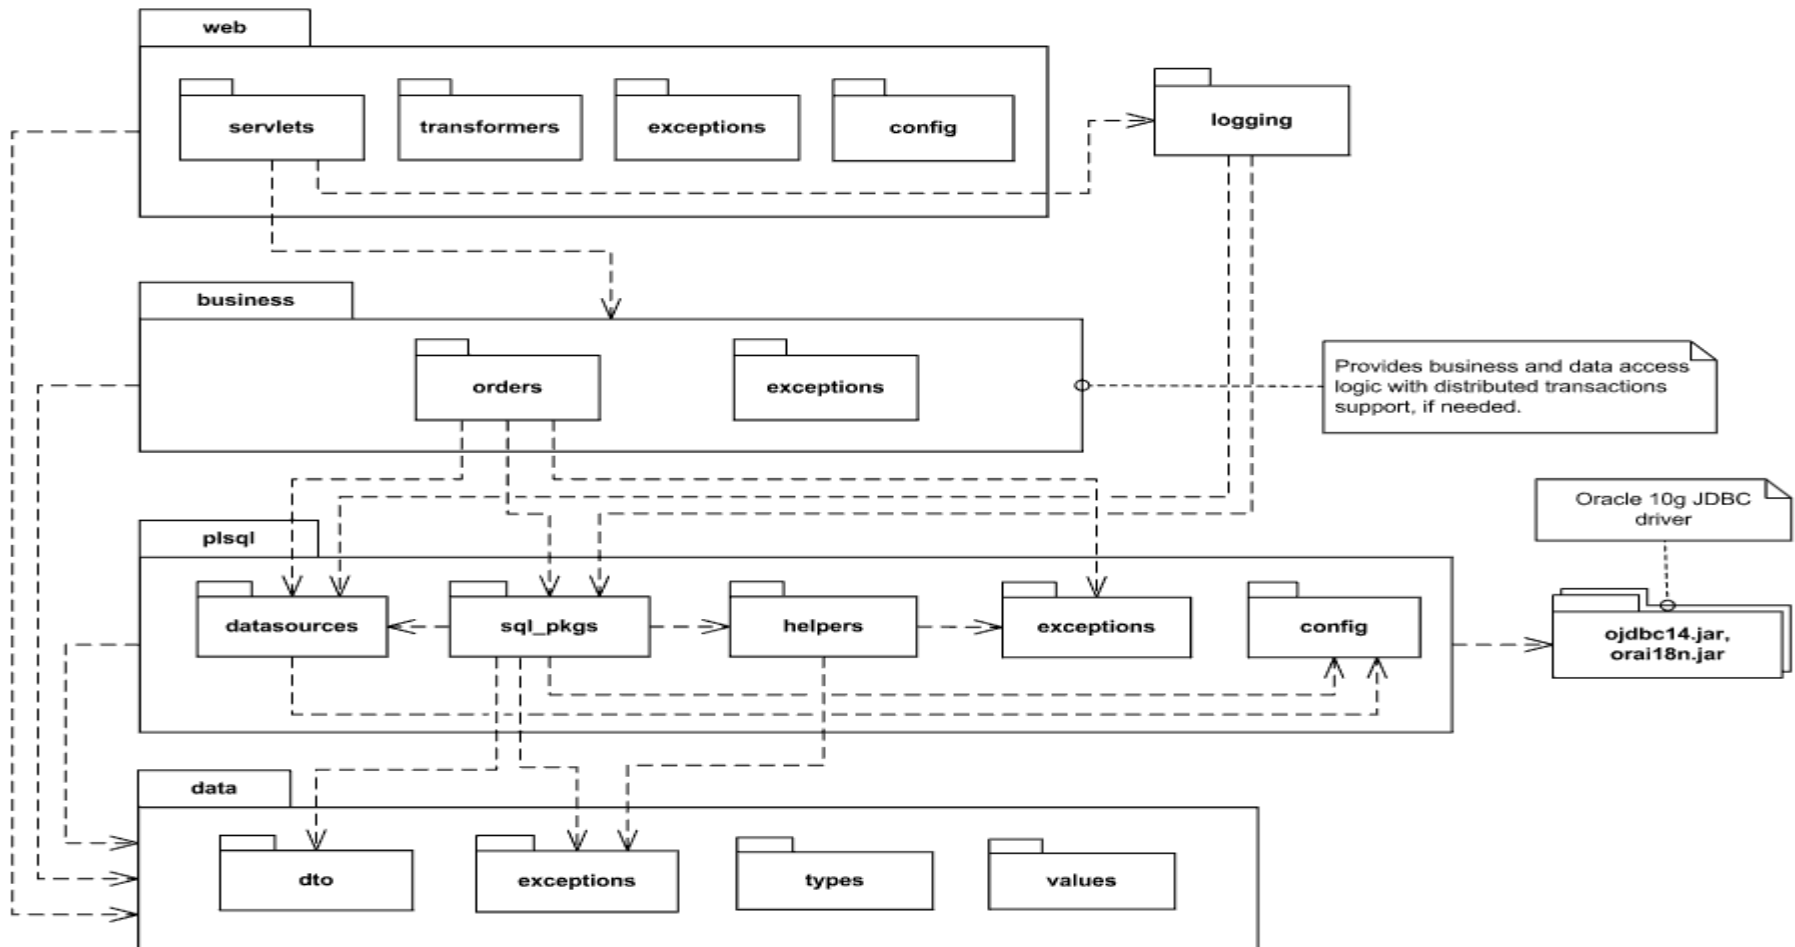 web
servlets
transformers
exceptions
config
logging
business
orders
exceptions
Provides business and data access
logic with distributed transactions
support, if needed.
Oracle 10g JDBC
driver
plsql
datasources
sql_pkgs
helpers
exceptions
config
ojdbc14.jar,
orai18n.jar
data
dto
exceptions
types
values